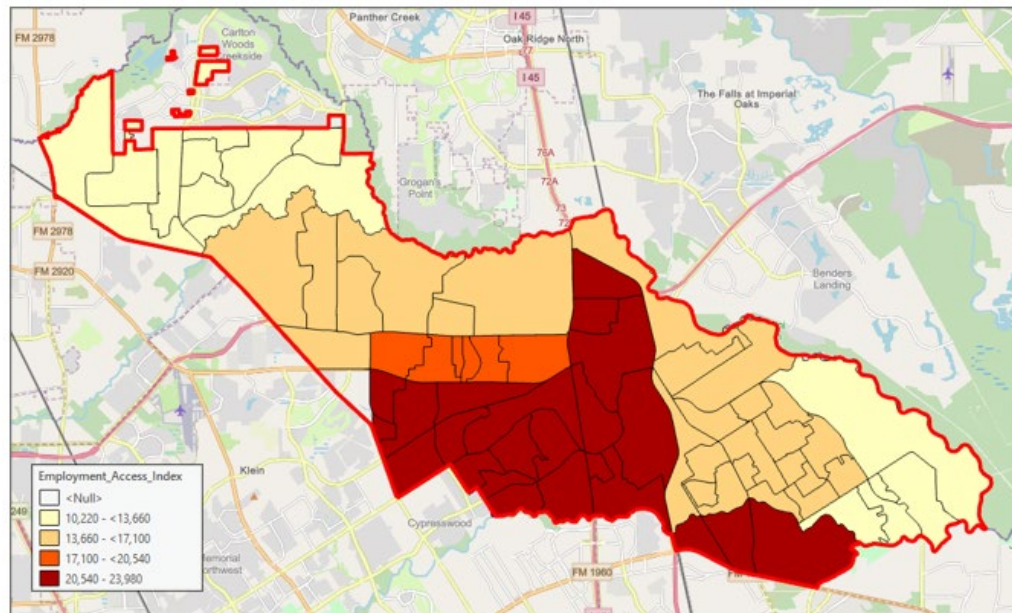 FM 2978
Panther Creek
I 45
Carlton
Woods
Creekside
77
Oak Ridge North
I 45
The Falls at Imperial
Oaks
76A
72A
Grogan's
Point
73
72
FM 2978
FM 2920
Benders
Landing
Klein
Cypresswood
249
Memorial
Northwest
FM 1960
Employment_Access_Index
<Null>
10,220 - <13,660
13,660 - <17,100
17,100 - <20,540
20,540 - 23,980